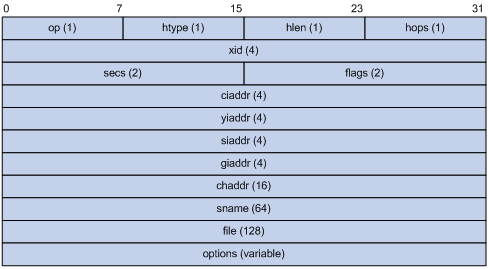 0 7 15 23 31
op (1) htype (1) hlen (1) hops (1)
xid (4)
secs (2) flags (2)
ciaddr (4)
yiaddr (4)
siaddr (4)
giaddr (4)
chaddr (16)
sname (64)
file (128)
options (variable)